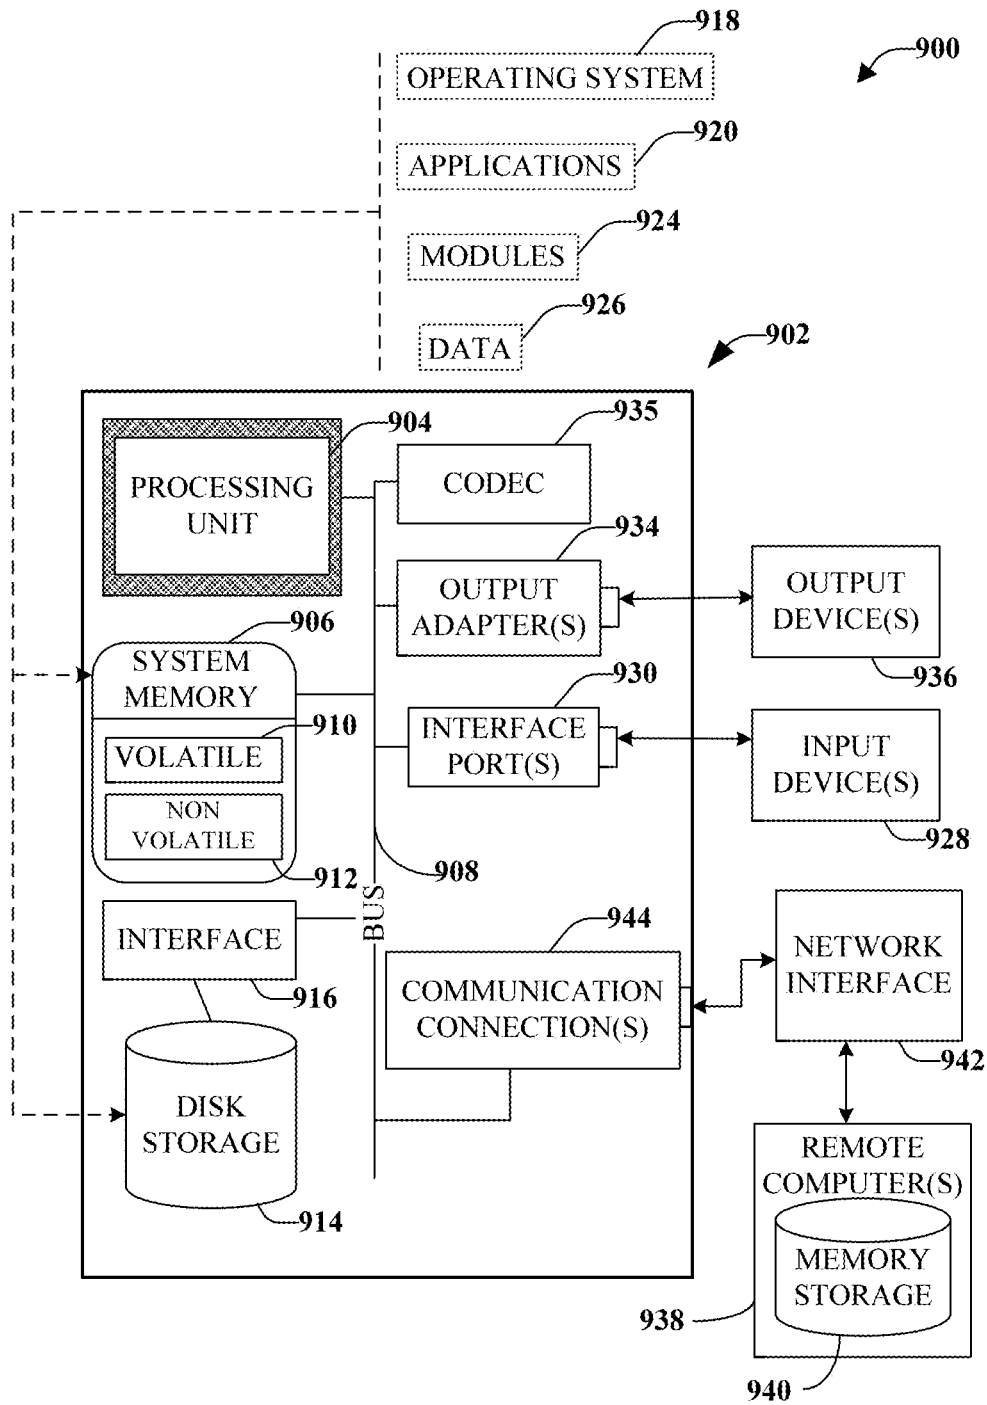 918
900
OPERATING SYSTEM
920
APPLICATIONS
924
MODULES
926
DATA
902
904
PROCESSING
UNIT
935
CODEC
934
OUTPUT
ADAPTER(S)
OUTPUT
DEVICE(S)
936
906
SYSTEM
MEMORY
910
VOLATILE
NON
VOLATILE
912
930
INTERFACE
PORT(S)
INPUT
DEVICE(S)
928
908
BUS
INTERFACE
916
944
COMMUNICATION
CONNECTION(S)
NETWORK
INTERFACE
942
DISK
STORAGE
914
REMOTE
COMPUTER(S)
MEMORY
STORAGE
938
940